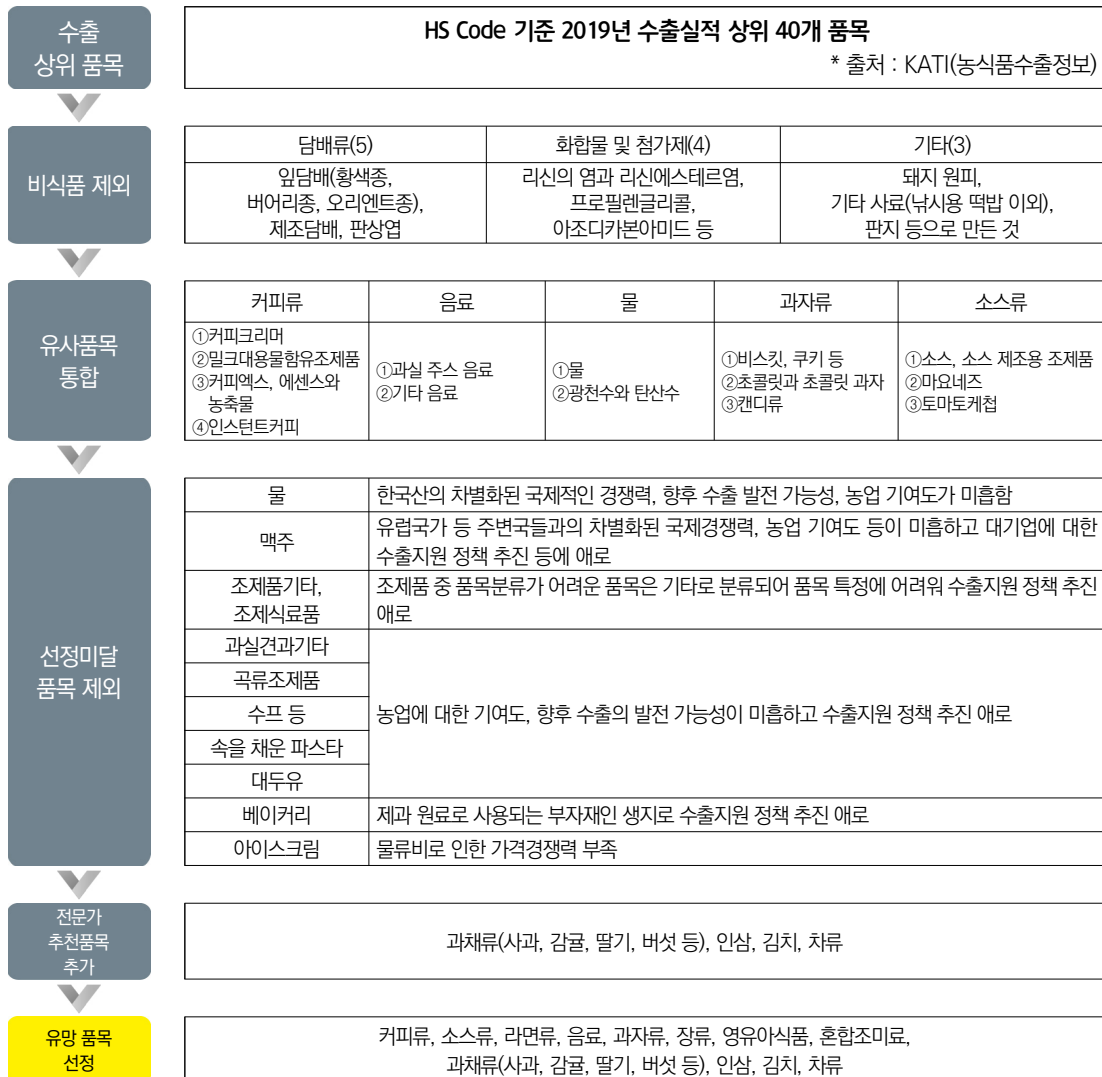 수출
상위 품목
HS Code 기준 2019년 수출실적 상위 40개 품목
* 출처 : KATI(농식품수출정보)
비식품 제외
담배류(5)
화합물 및 첨가제(4)
기타(3)
잎담배(황색종,
버어리종, 오리엔트종),
제조담배, 판상엽
리신의 염과 리신에스테르염,
프로필렌글리콜,
아조디카본아미드 등
돼지 원피,
기타 사료(낚시용 떡밥 이외),
판지 등으로 만든 것
유사품목
통합
커피류
음료
물
과자류
소스류
①커피크리머
②밀크대용물함유조제품
③커피엑스, 에센스와
농축물
④인스턴트커피
①과실 주스 음료
②기타 음료
①물
②광천수와 탄산수
①비스킷, 쿠키 등
②초콜릿과 초콜릿 과자
③캔디류
①소스, 소스 제조용 조제품
②마요네즈
③토마토케첩
선정미달
품목 제외
물
한국산의 차별화된 국제적인 경쟁력, 향후 수출 발전 가능성, 농업 기여도가 미흡함
맥주
유럽국가 등 주변국들과의 차별화된 국제경쟁력, 농업 기여도 등이 미흡하고 대기업에 대한
수출지원 정책 추진 등에 애로
조제품기타,
조제식료품
조제품 중 품목분류가 어려운 품목은 기타로 분류되어 품목 특정에 어려워 수출지원 정책 추진
애로
과실견과기타
곡류조제품
수프 등
속을 채운 파스타
대두유
농업에 대한 기여도, 향후 수출의 발전 가능성이 미흡하고 수출지원 정책 추진 애로
베이커리
제과 원료로 사용되는 부자재인 생지로 수출지원 정책 추진 애로
아이스크림
물류비로 인한 가격경쟁력 부족
전문가
추천품목
추가
과채류(사과, 감귤, 딸기, 버섯 등), 인삼, 김치, 차류
유망 품목
선정
커피류, 소스류, 라면류, 음료, 과자류, 장류, 영유아식품, 혼합조미료,
과채류(사과, 감귤, 딸기, 버섯 등), 인삼, 김치, 차류